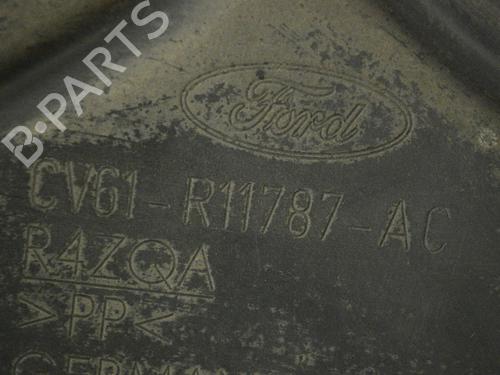 B-PARTS
Ford
CV61-R11787-AC
R4ZQA
>PP<